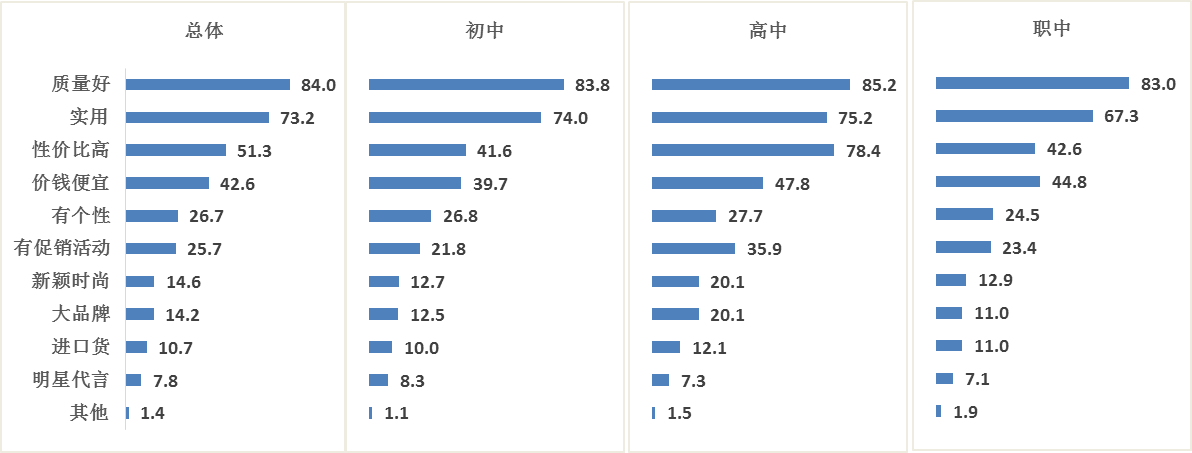 总体 初中 高中 职中
质量好 84.0 83.8 85.2 83.0
实用 73.2 74.0 75.2 67.3
性价比高 51.3 41.6 78.4 42.6
价钱便宜 42.6 39.7 47.8 44.8
有个性 26.7 26.8 27.7 24.5
有促销活动 25.7 21.8 35.9 23.4
新颖时尚 14.6 12.7 20.1 12.9
大品牌 14.2 12.5 20.1 11.0
进口货 10.7 10.0 12.1 11.0
明星代言 7.8 8.3 7.3 7.1
其他 1.4 1.1 1.5 1.9